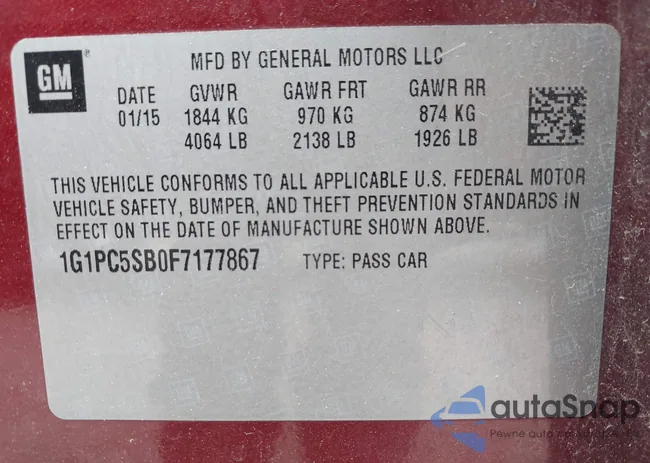 GM
MFD BY GENERAL MOTORS LLC
DATE GVWR GAWR FRT GAWR RR
01/15 1844 KG 970 KG 874 KG
4064 LB 2138 LB 1926 LB
THIS VEHICLE CONFORMS TO ALL APPLICABLE U.S. FEDERAL MOTOR
VEHICLE SAFETY, BUMPER, AND THEFT PREVENTION STANDARDS IN
EFFECT ON THE DATE OF MANUFACTURE SHOWN ABOVE.
1G1PC5SB0F7177867 TYPE: PASS CAR
autaSnap
Pewne auto